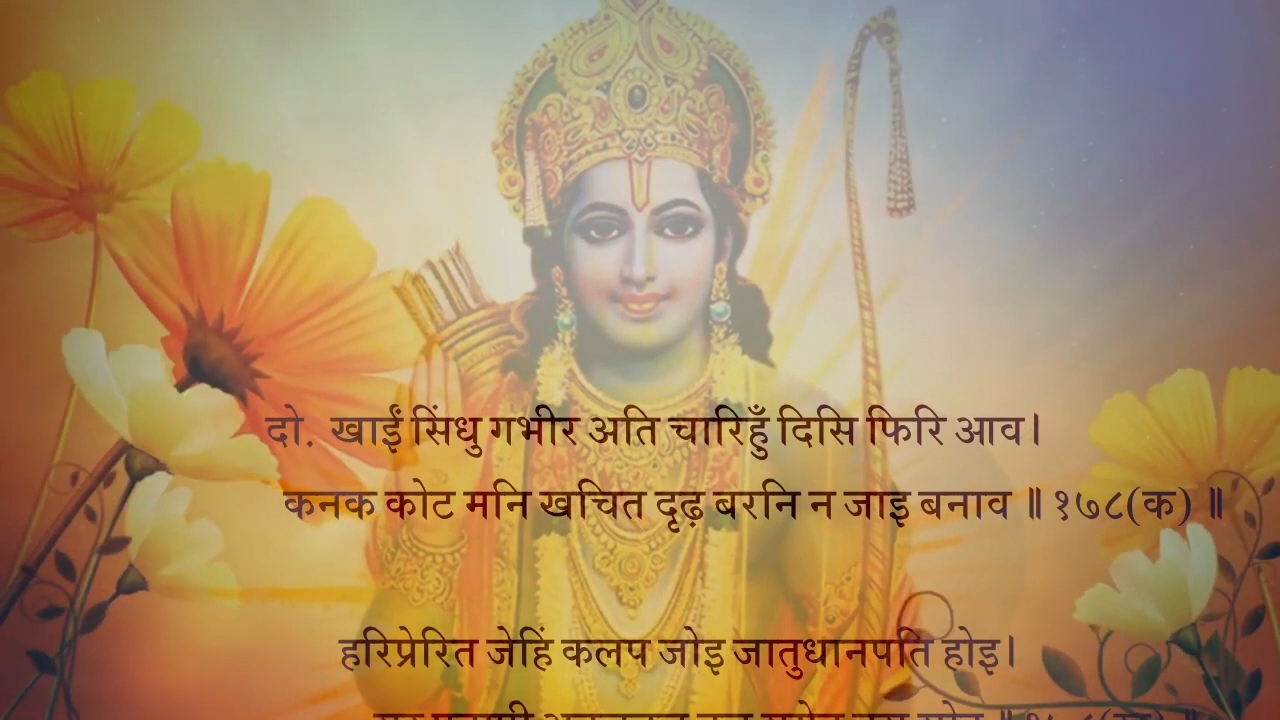 दो. खाईं सिंधु गभीर अति चारिहुँ दिसि फिरि आव।
कनक कोट मनि खचित दृढ़ बरनि न जाइ बनाव ॥ १७८(क) ॥
हरिप्रेरित जेहिं कलप जोइ जातुधानपति होइ।